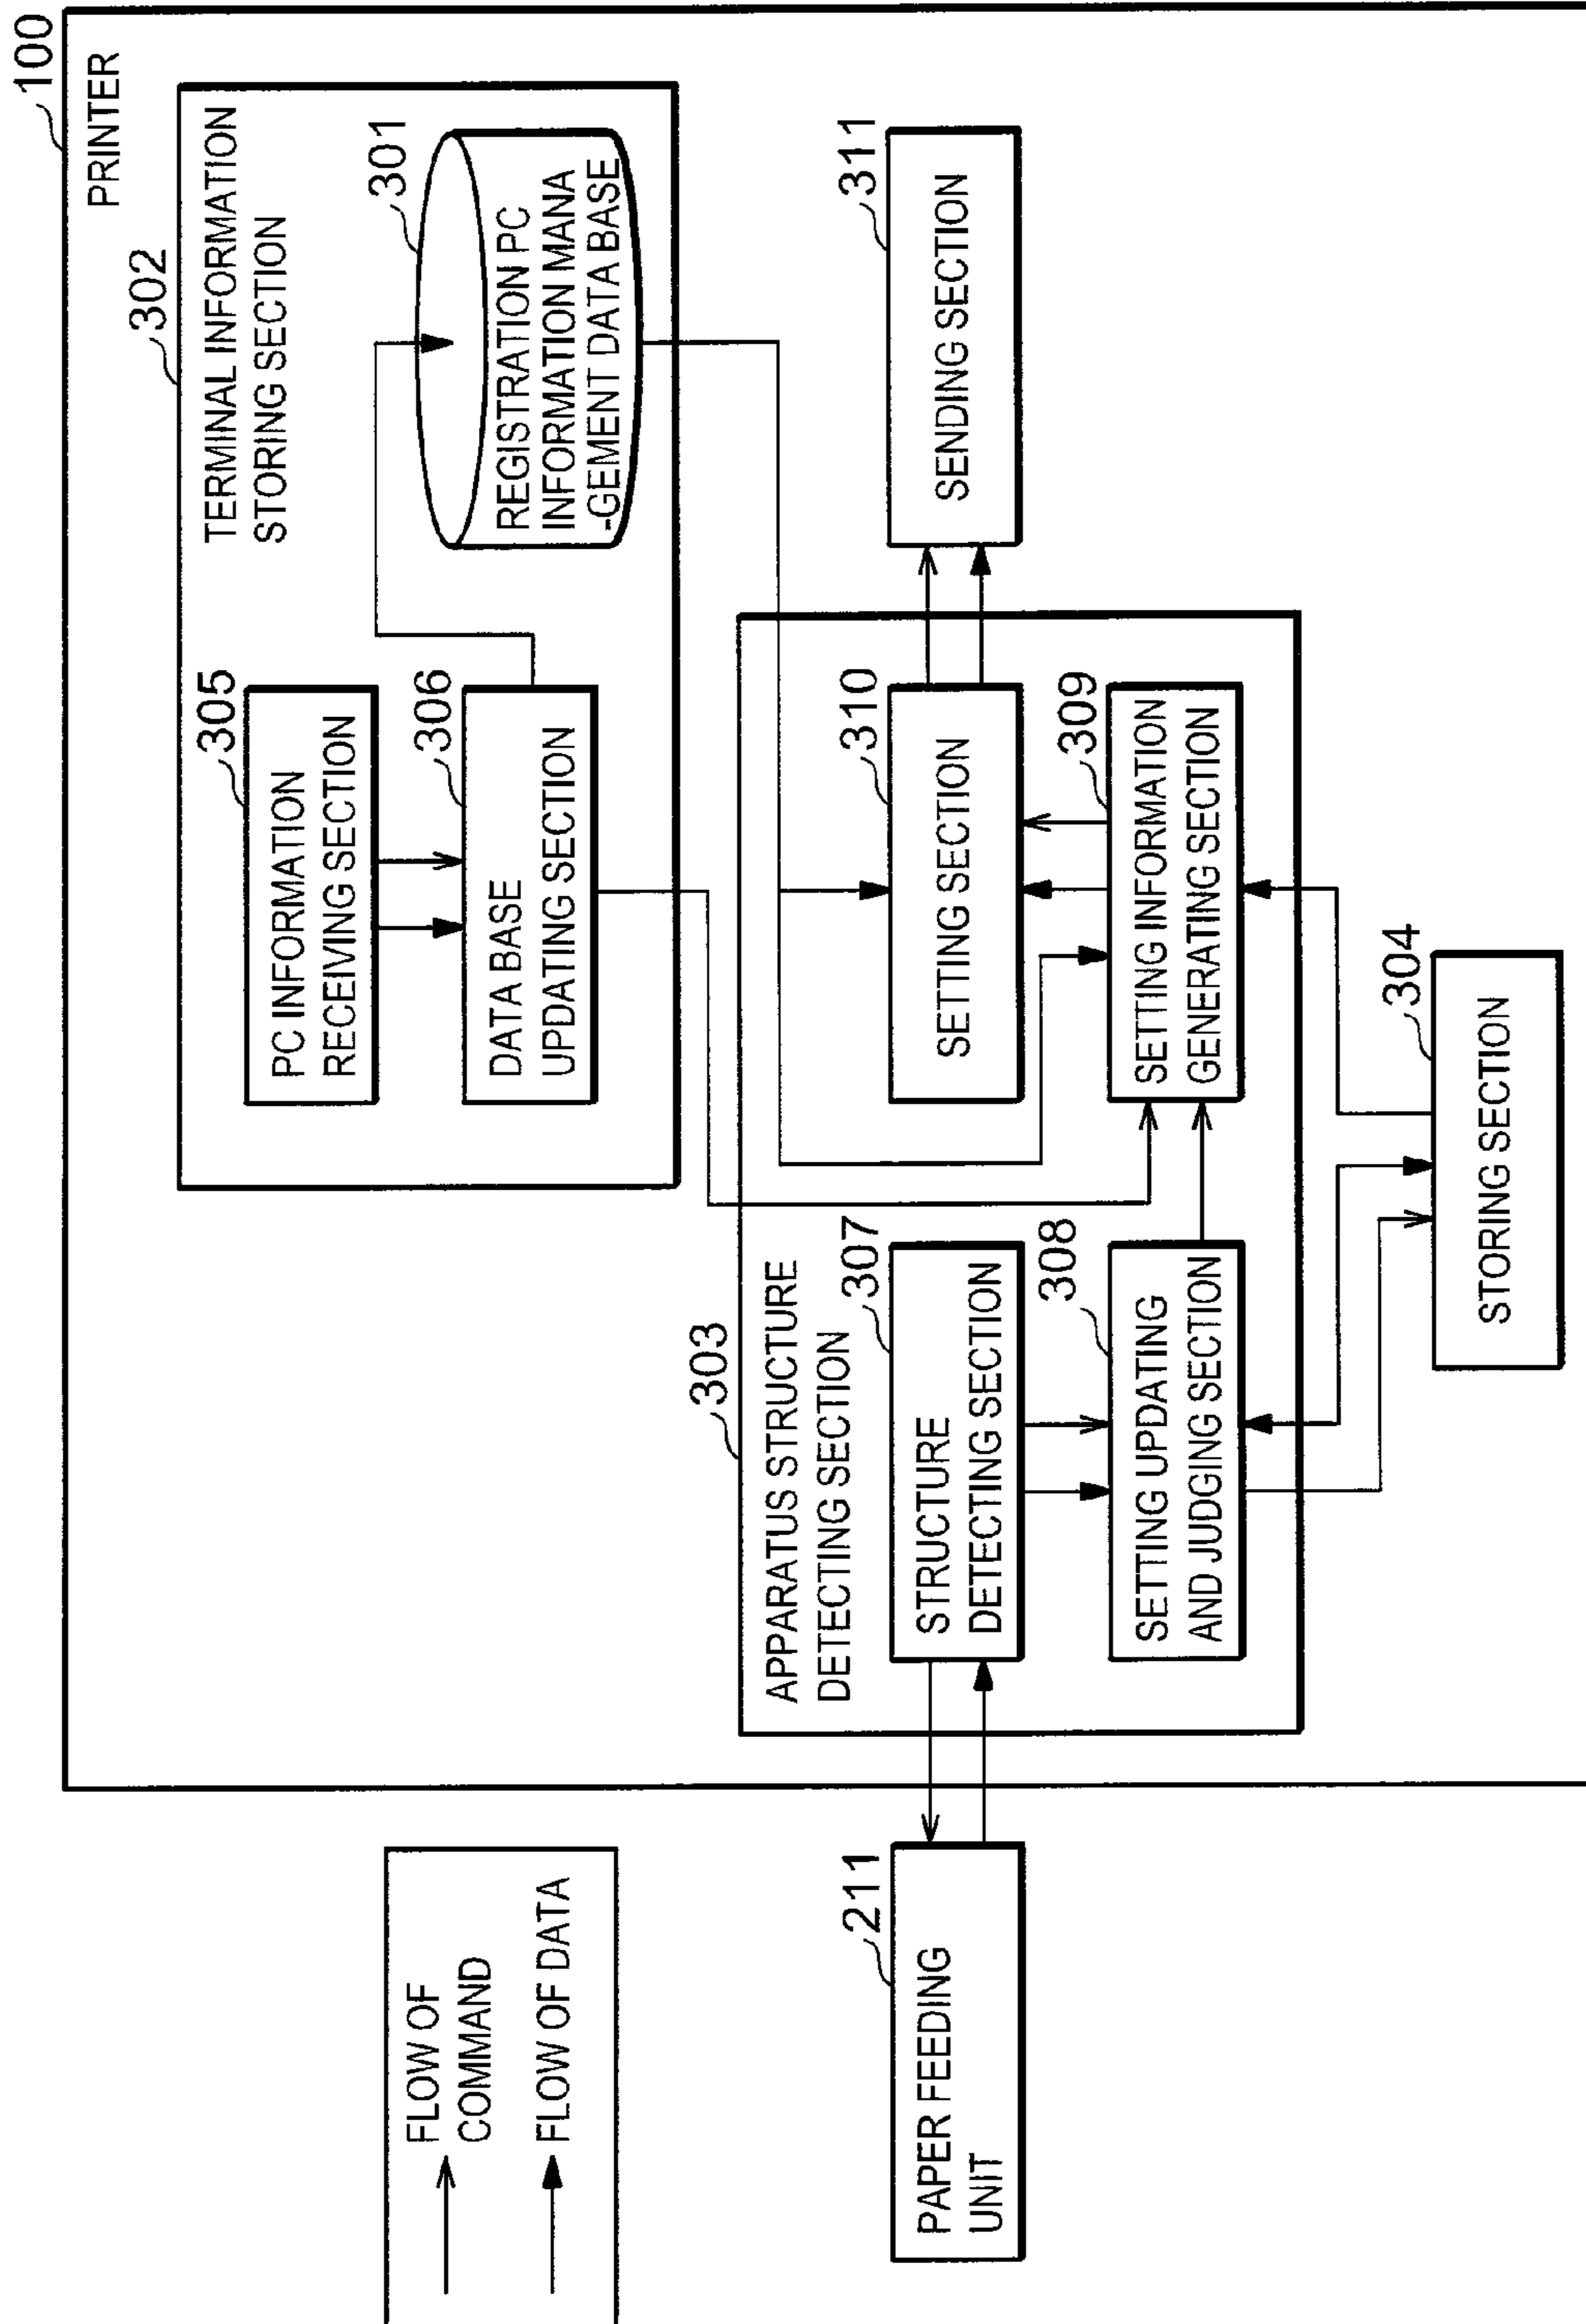 100
PRINTER
302
TERMINAL INFORMATION
STORING SECTION
305
PC INFORMATION
RECEIVING SECTION
306
DATA BASE
UPDATING SECTION
301
REGISTRATION PC
INFORMATION MANA
-GEMENT DATA BASE
FLOW OF
COMMAND
FLOW OF DATA
303
APPARATUS STRUCTURE
DETECTING SECTION
211
PAPER FEEDING
UNIT
307
STRUCTURE
DETECTING SECTION
310
SETTING SECTION
311
SENDING SECTION
308
SETTING UPDATING
AND JUDGING SECTION
309
SETTING INFORMATION
GENERATING SECTION
304
STORING SECTION